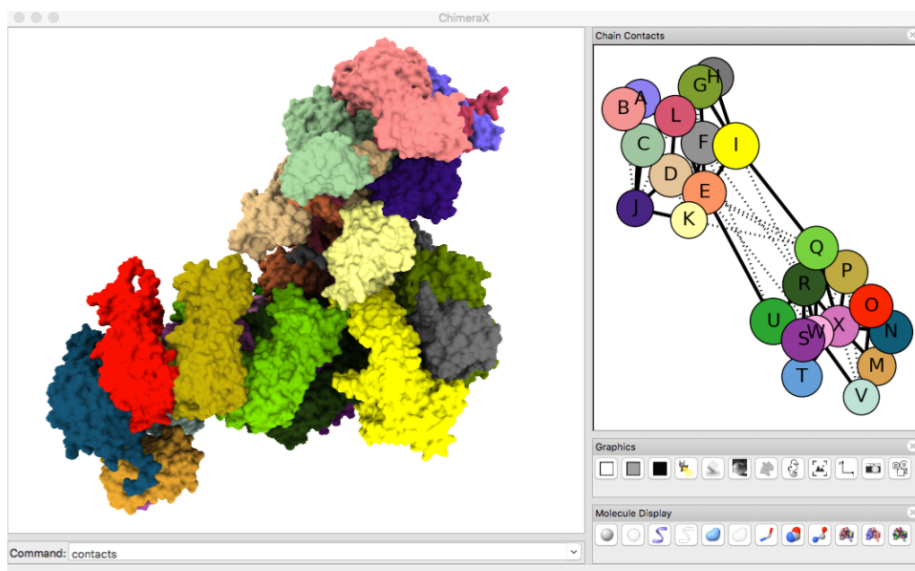 ChimeraX
Chain Contacts
H
G
A
B
L
F
I
C
D
E
J
K
Q
P
R
O
U
X
N
S
W
M
T
V
Graphics
Molecule Display
Command: contacts